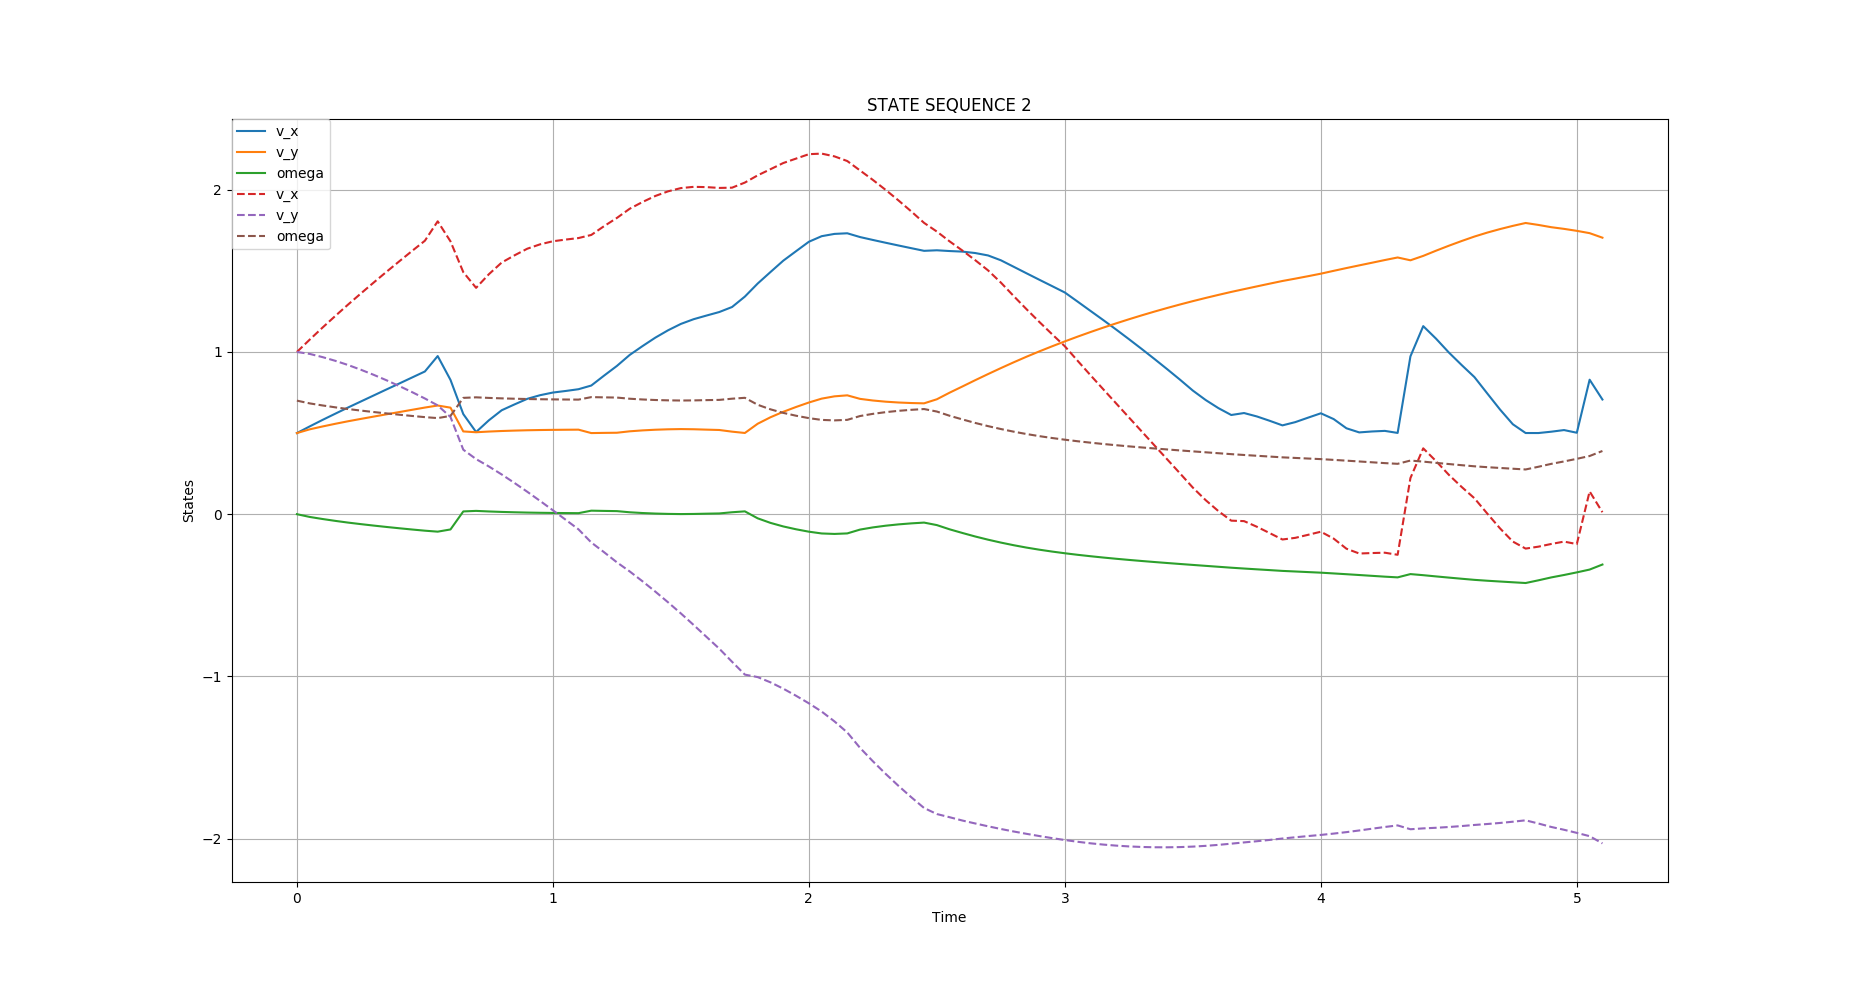 STATE SEQUENCE 2
v_x
v_y
omega
v_x
v_y
omega
2
1
0
−1
−2
States
0 1 2 3 4 5
Time